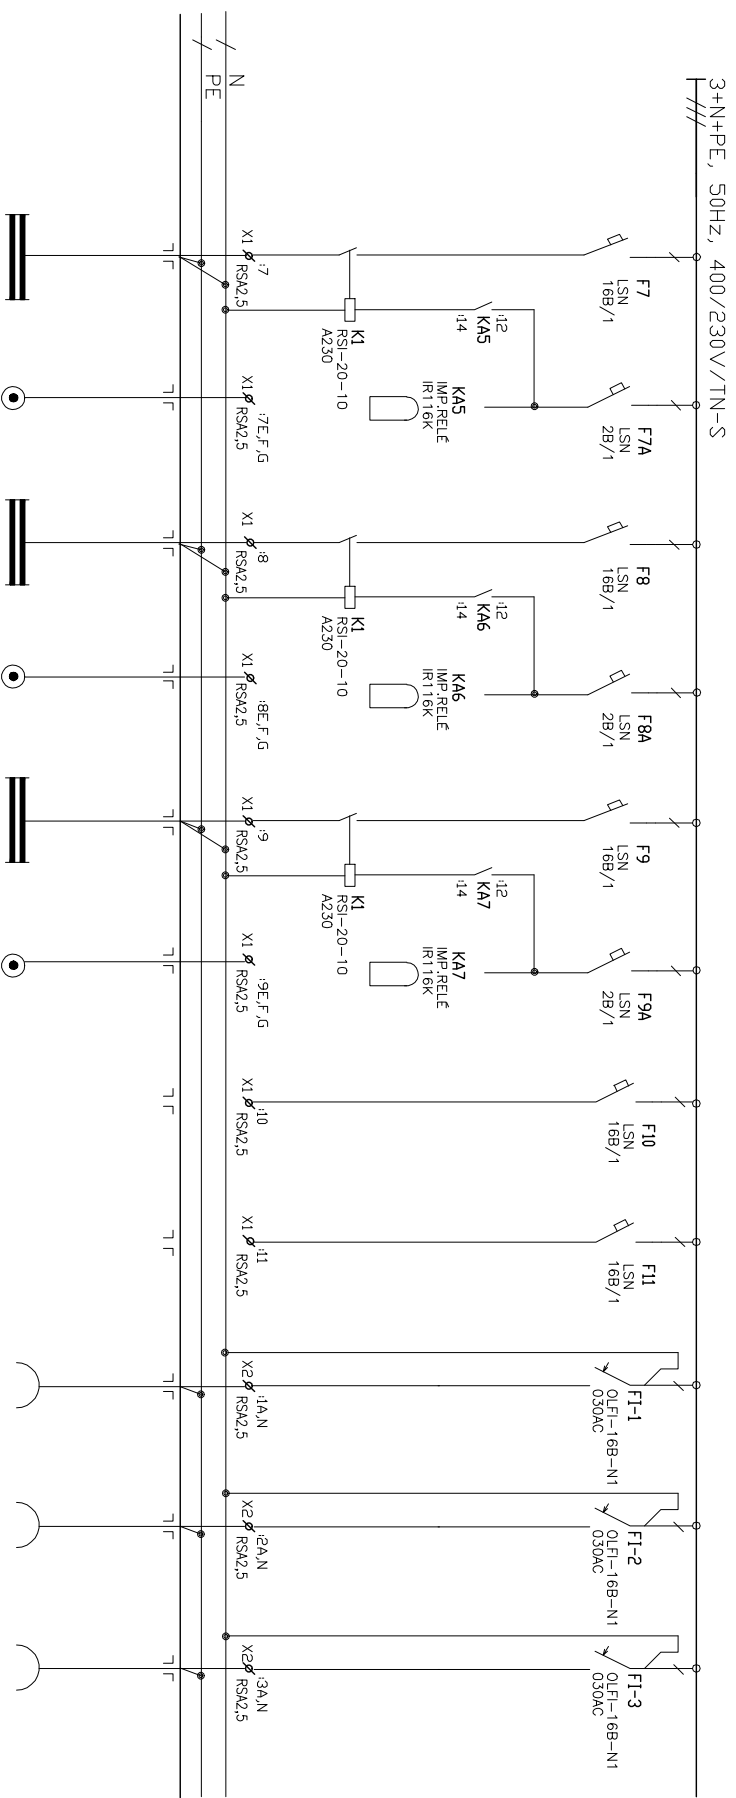 3+N+PE, 50Hz, 400/230V/TN-S
N
PE
F7
LSN
16B/1
F7A
LSN
2B/1
:12
KA5
:14
KA5
IMP.RELÉ
IR116K
K1
RSI-20-10
A230
X1 :7
RSA2,5
X1 :7E,F,G
RSA2,5
F8
LSN
16B/1
F8A
LSN
2B/1
:12
KA6
:14
KA6
IMP.RELÉ
IR116K
K1
RSI-20-10
A230
X1 :8
RSA2,5
X1 :8E,F,G
RSA2,5
F9
LSN
16B/1
F9A
LSN
2B/1
:12
KA7
:14
KA7
IMP.RELÉ
IR116K
K1
RSI-20-10
A230
X1 :9
RSA2,5
X1 :9E,F,G
RSA2,5
F10
LSN
16B/1
X1 :10
RSA2,5
F11
LSN
16B/1
X1 :11
RSA2,5
FI-1
OLFI-16B-N1
030AC
X2 :1A,N
RSA2,5
FI-2
OLFI-16B-N1
030AC
X2 :2A,N
RSA2,5
FI-3
OLFI-16B-N1
030AC
X2 :3A,N
RSA2,5